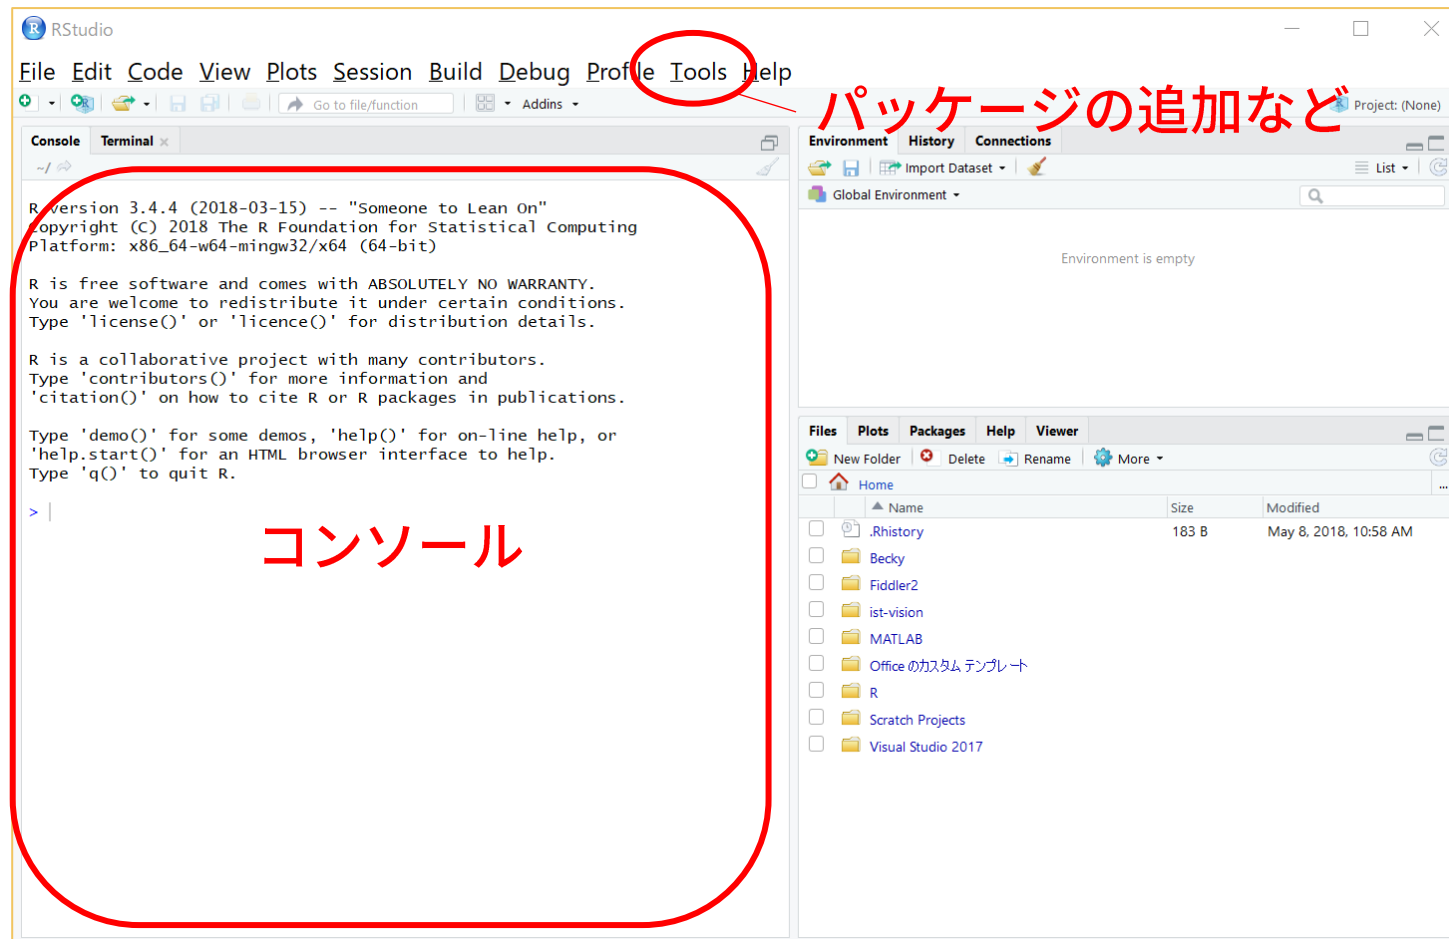 RStudio
File Edit Code View Plots Session Build Debug Profile Tools Help
Go to file/function Addins
パッケージの追加など
Project: (None)
Console Terminal
~/
R version 3.4.4 (2018-03-15) -- "Someone to Lean On"
Copyright (C) 2018 The R Foundation for Statistical Computing
Platform: x86_64-w64-mingw32/x64 (64-bit)
R is free software and comes with ABSOLUTELY NO WARRANTY.
You are welcome to redistribute it under certain conditions.
Type 'license()' or 'licence()' for distribution details.
R is a collaborative project with many contributors.
Type 'contributors()' for more information and
'citation()' on how to cite R or R packages in publications.
Type 'demo()' for some demos, 'help()' for on-line help, or
'help.start()' for an HTML browser interface to help.
Type 'q()' to quit R.
>
コンソール
Environment History Connections
Import Dataset List
Global Environment
Environment is empty
Files Plots Packages Help Viewer
New Folder Delete Rename More
Home ...
Name Size Modified
.Rhistory 183 B May 8, 2018, 10:58 AM
Becky
Fiddler2
ist-vision
MATLAB
Office のカスタム テンプレート
R
Scratch Projects
Visual Studio 2017